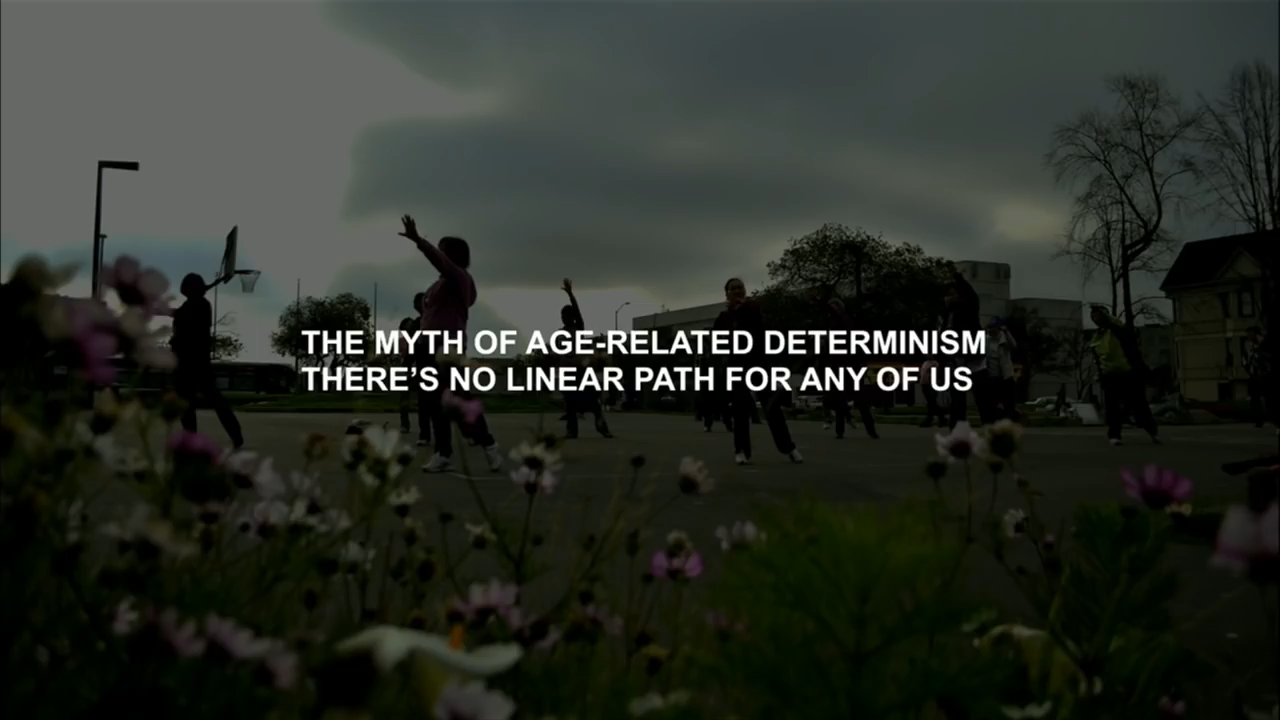 THE MYTH OF AGE-RELATED DETERMINISM
THERE’S NO LINEAR PATH FOR ANY OF US